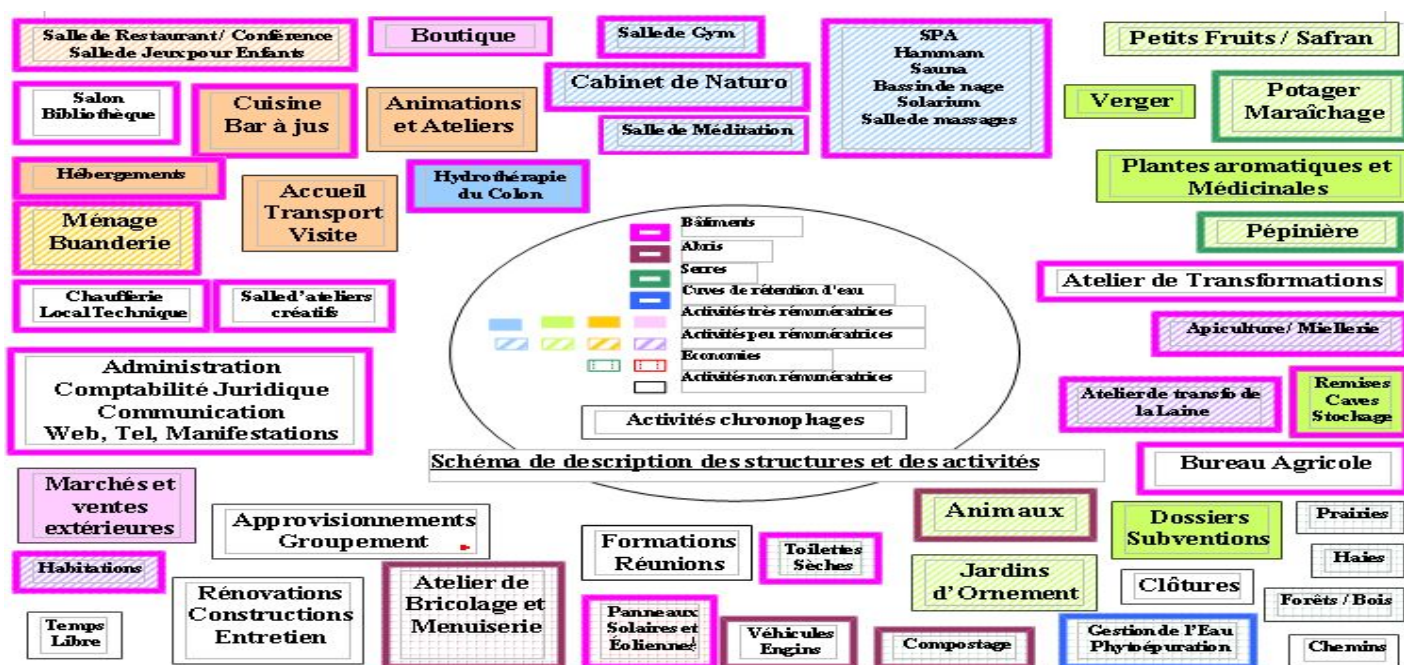 Salle de Restaurant / Conférence
Salle de Jeux pour Enfants
Boutique
Salle de Gym
SPA
Hammam
Sauna
Bassin de nage
Solarium
Salle de massages
Petits Fruits / Safran
Cabinet de Naturo
Salon
Bibliothèque
Cuisine
Bar à jus
Animations
et Ateliers
Salle de Méditation
Verger
Potager
Maraîchage
Hébergements
Accueil
Transport
Visite
Hydrothérapie
du Colon
Plantes aromatiques et
Médicinales
Ménage
Buanderie
Pépinière
Chaufferie
Local Technique
Salle d'ateliers
créatifs
Atelier de Transformations
Apiculture / Miellerie
Bâtiments
Abris
Serres
Cuves de rétention d'eau
Activités très rémunératrices
Activités peu rémunératrices
Economies
Activités non rémunératrices
Activités chronophages
Schéma de description des structures et des activités
Administration
Comptabilité Juridique
Communication
Web, Tel, Manifestations
Atelier de transfo de
la Laine
Remises
Caves
Stockage
Bureau Agricole
Marchés et
ventes
extérieures
Approvisionnements
Groupement
Formations
Réunions
Toilettes
Sèches
Animaux
Dossiers
Subventions
Prairies
Haies
Habitations
Rénovations
Constructions
Entretien
Atelier de
Bricolage et
Menuiserie
Jardins
d'Ornement
Clôtures
Forêts / Bois
Temps
Libre
Panneaux
Solaires et
Éoliennes
Véhicules
Engins
Compostage
Gestion de l'Eau
Phytoépuration
Chemins